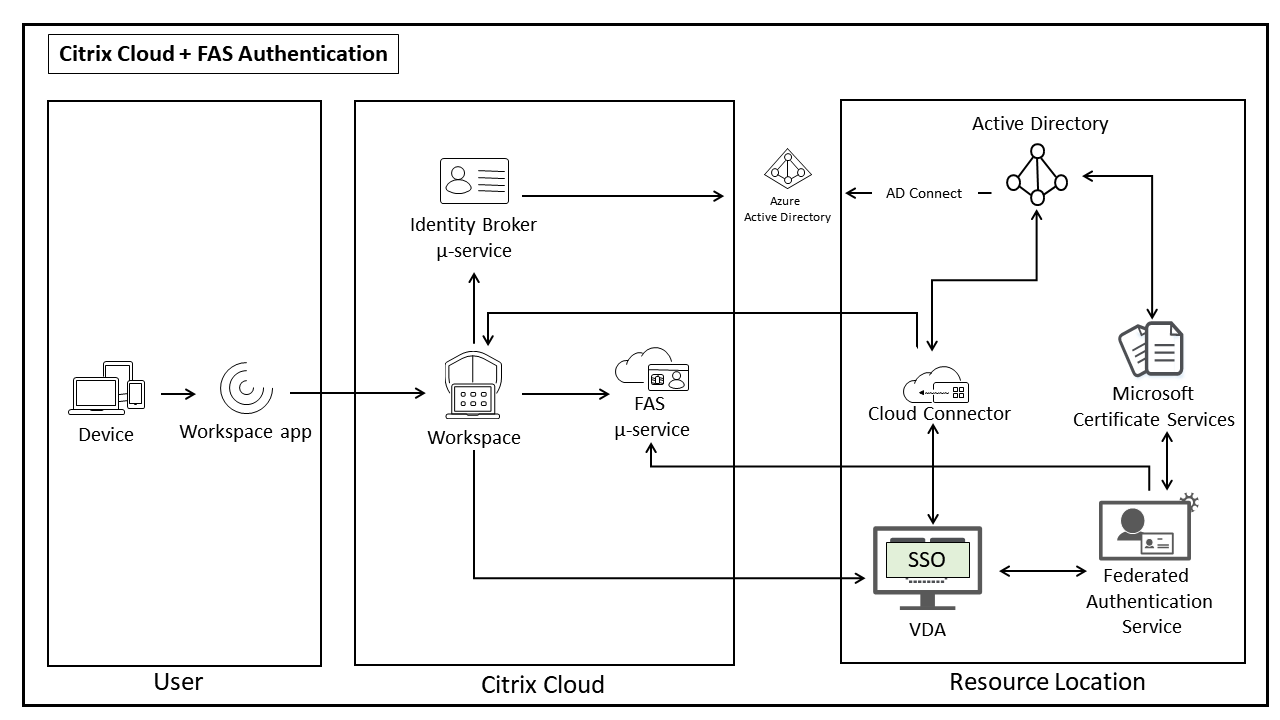 Citrix Cloud + FAS Authentication
Active Directory
Azure
Active Directory
AD Connect
Identity Broker
μ-service
Device
Workspace app
Workspace
FAS
μ-service
Cloud Connector
Microsoft
Certificate Services
SSO
VDA
Federated
Authentication
Service
User
Citrix Cloud
Resource Location